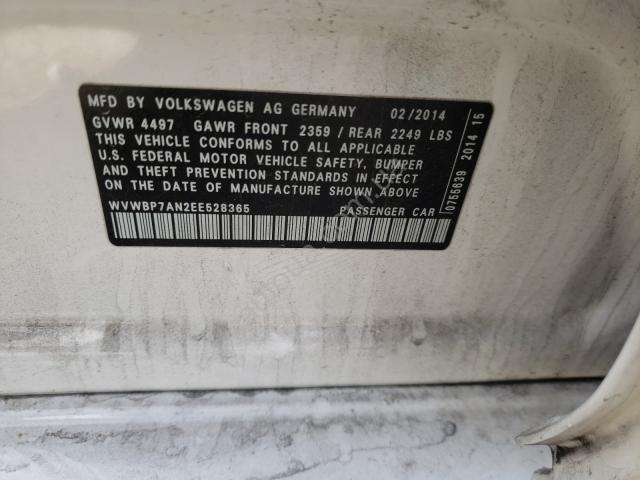 MFD BY VOLKSWAGEN AG GERMANY 02/2014
GVWR 4497 GAWR FRONT 2359 / REAR 2249 LBS
THIS VEHICLE CONFORMS TO ALL APPLICABLE
U.S. FEDERAL MOTOR VEHICLE SAFETY, BUMPER
AND THEFT PREVENTION STANDARDS IN EFFECT
ON THE DATE OF MANUFACTURE SHOWN ABOVE.
WVWBP7AN2EE528365 PASSENGER CAR
0755639 2014 15